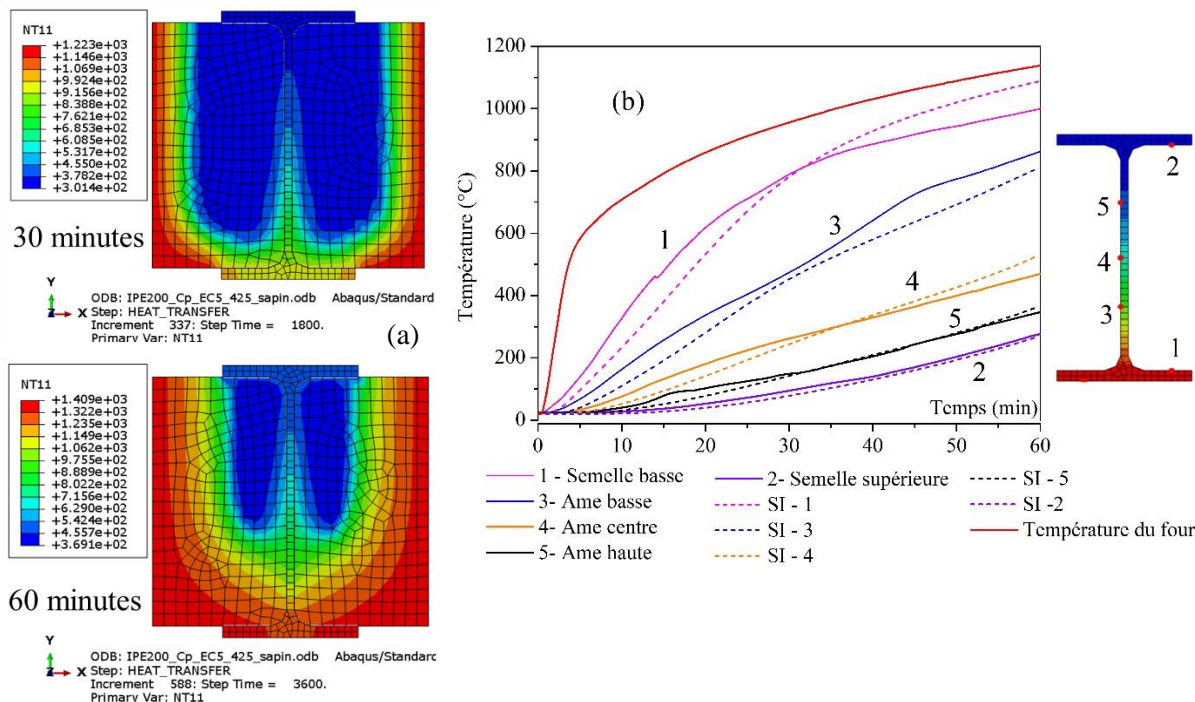 NT11
+1.223e+03
+1.146e+03
+1.069e+03
+9.924e+02
+9.156e+02
+8.388e+02
+7.621e+02
+6.853e+02
+6.085e+02
+5.317e+02
+4.550e+02
+3.782e+02
+3.014e+02
30 minutes
Y
Z
X
ODB: IPE200_Cp_EC5_425_sapin.odb Abaqus/Standard
Step: HEAT_TRANSFER
Increment 337: Step Time = 1800.
Primary Var: NT11
(a)
NT11
+1.409e+03
+1.322e+03
+1.235e+03
+1.149e+03
+1.062e+03
+9.755e+02
+8.889e+02
+8.022e+02
+7.156e+02
+6.290e+02
+5.424e+02
+4.557e+02
+3.691e+02
60 minutes
Y
Z
X
ODB: IPE200_Cp_EC5_425_sapin.odb Abaqus/Standard
Step: HEAT_TRANSFER
Increment 588: Step Time = 3600.
Primary Var: NT11
(b)
Température (°C)
1200
1000
800
600
400
200
0
0 10 20 30 40 50 60
Temps (min)
1
3
4
5
2
1 - Semelle basse
3- Ame basse
4- Ame centre
5- Ame haute
2- Semelle supérieure
SI - 1
SI - 3
SI - 4
SI - 5
SI -2
Température du four
2
5
4
3
1